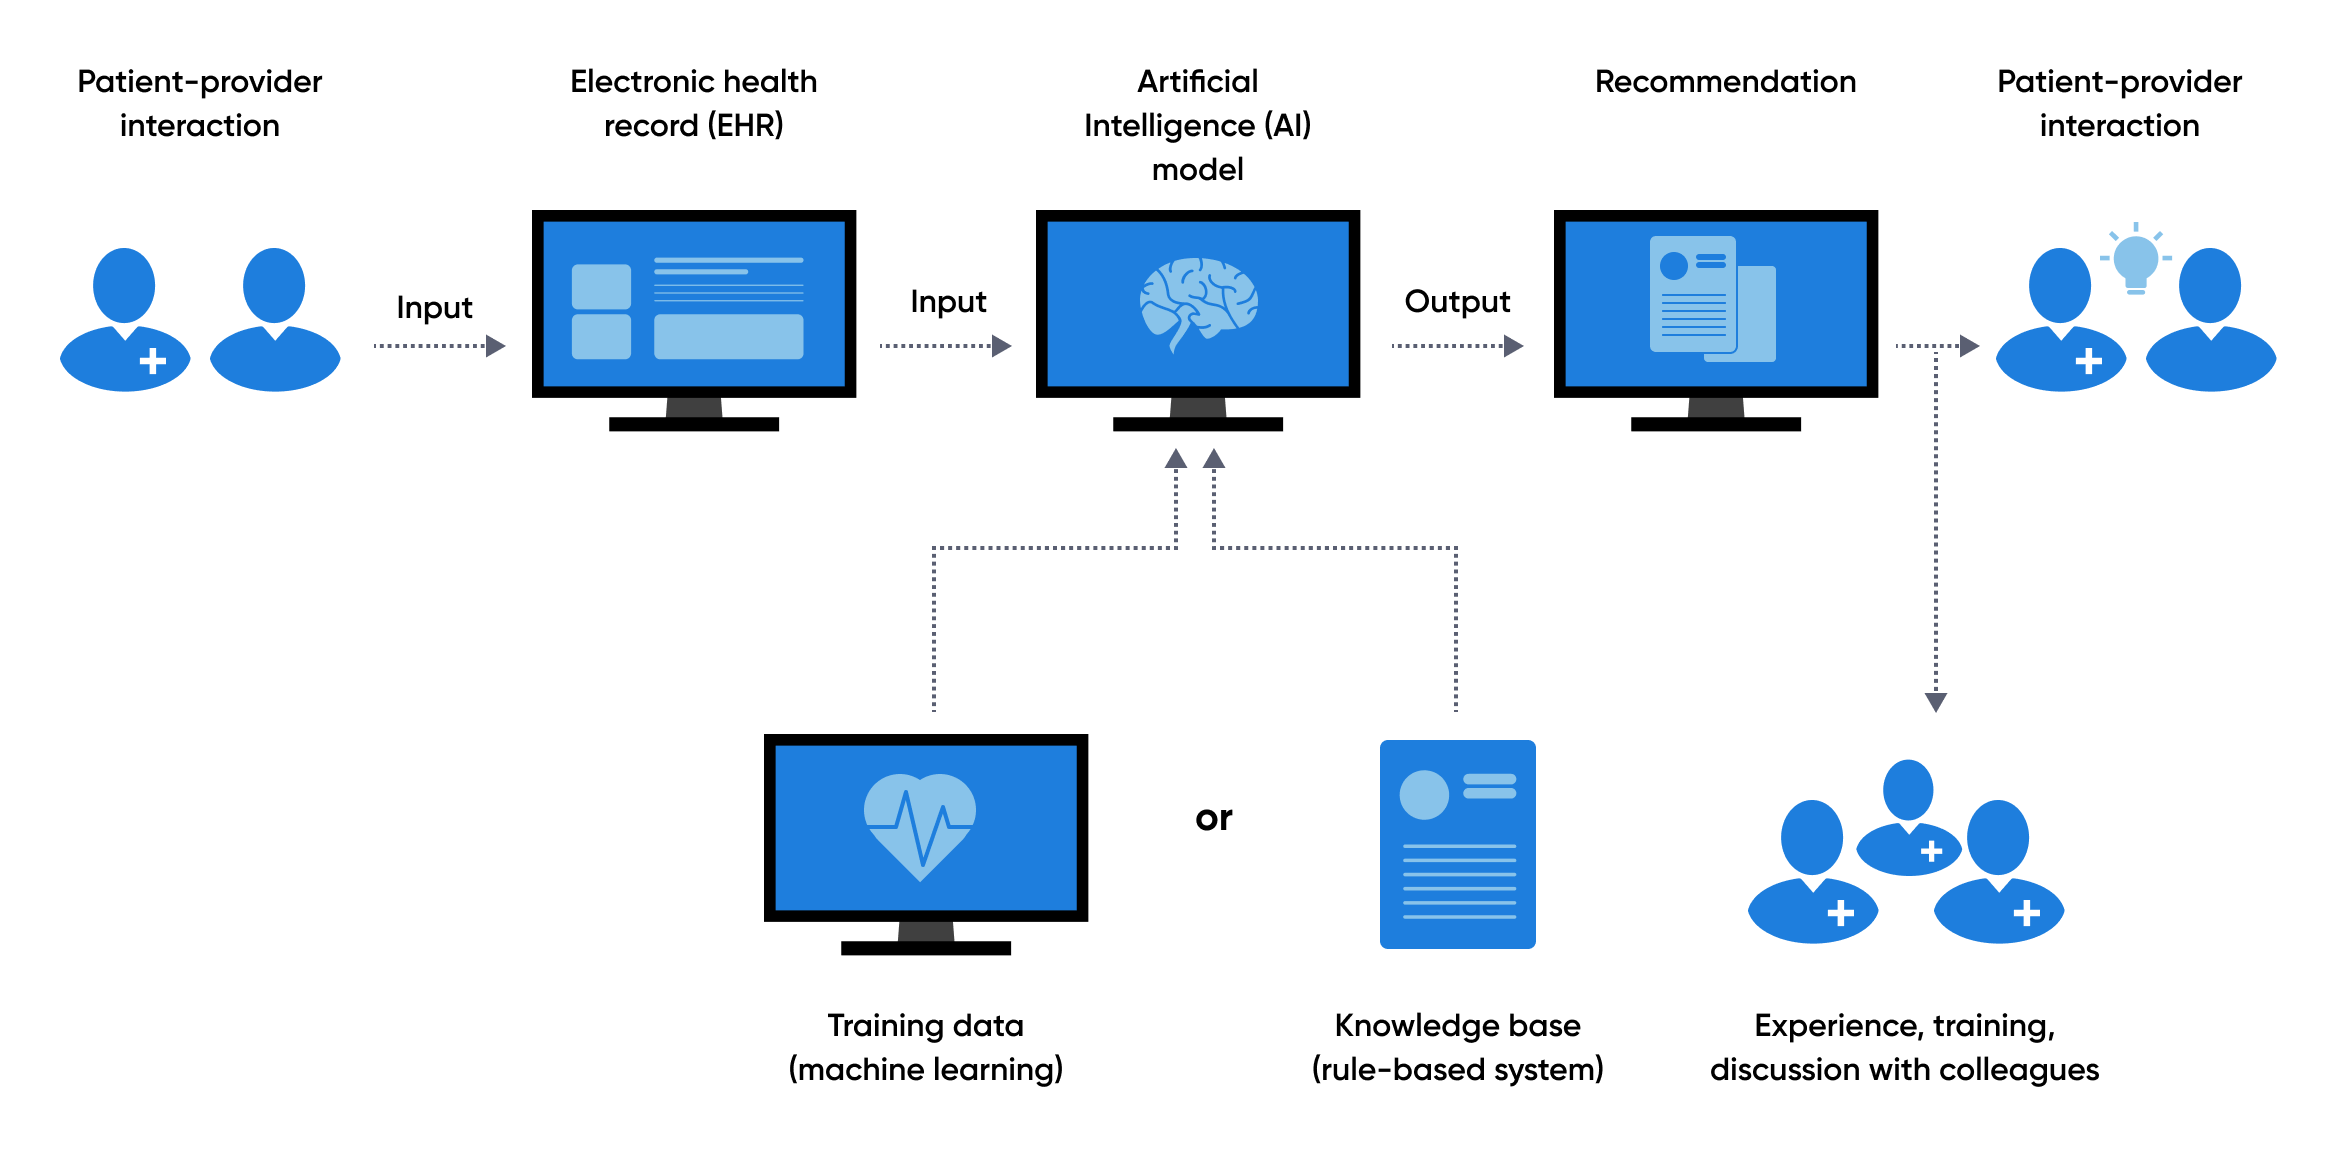 Patient-provider
interaction
Electronic health
record (EHR)
Artificial
Intelligence (AI)
model
Recommendation
Patient-provider
interaction
Input
Input
Output
or
Training data
(machine learning)
Knowledge base
(rule-based system)
Experience, training,
discussion with colleagues